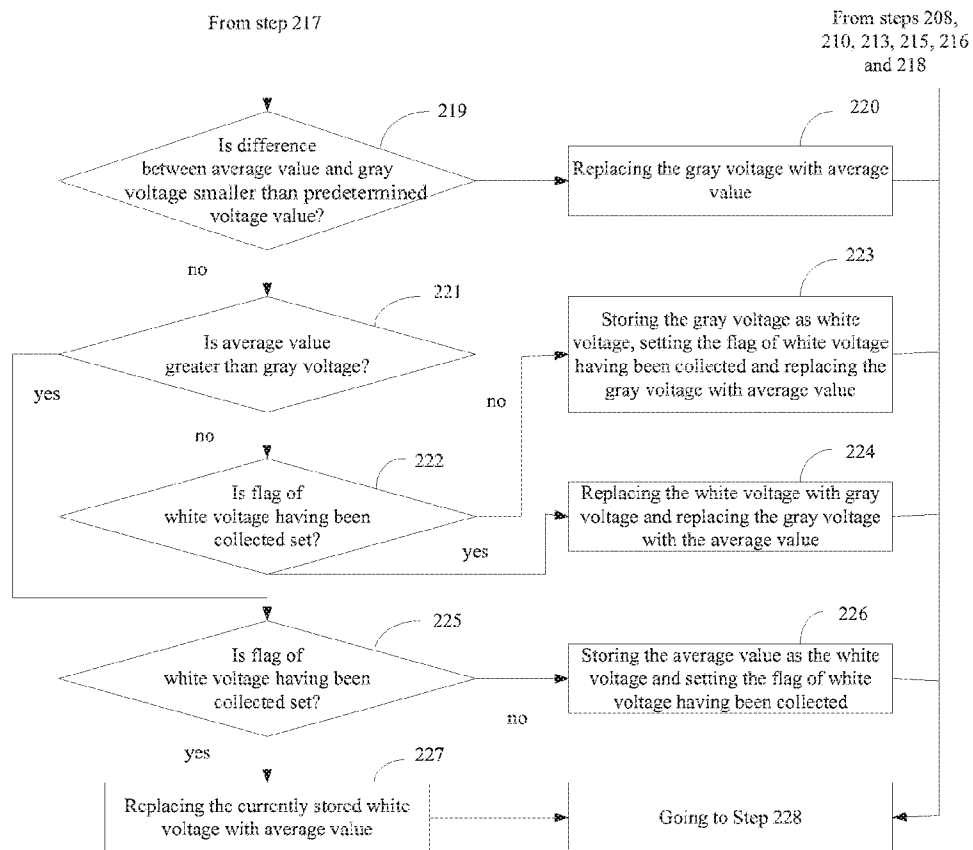 From step 217
From steps 208,
210, 213, 215, 216
and 218
219
Is difference
between average value and gray
voltage smaller than predetermined
voltage value?
220
Replacing the gray voltage with average
value
no
221
Is average value
greater than gray voltage?
yes
223
Storing the gray voltage as white
voltage, setting the flag of white voltage
having been collected and replacing the
gray voltage with average value
no
no
222
Is flag of
white voltage having been
collected set?
224
Replacing the white voltage with gray
voltage and replacing the gray voltage
with the average value
yes
225
Is flag of
white voltage having been
collected set?
226
Storing the average value as the white
voltage and setting the flag of white
voltage having been collected
no
yes
227
Replacing the currently stored white
voltage with average value
Going to Step 228